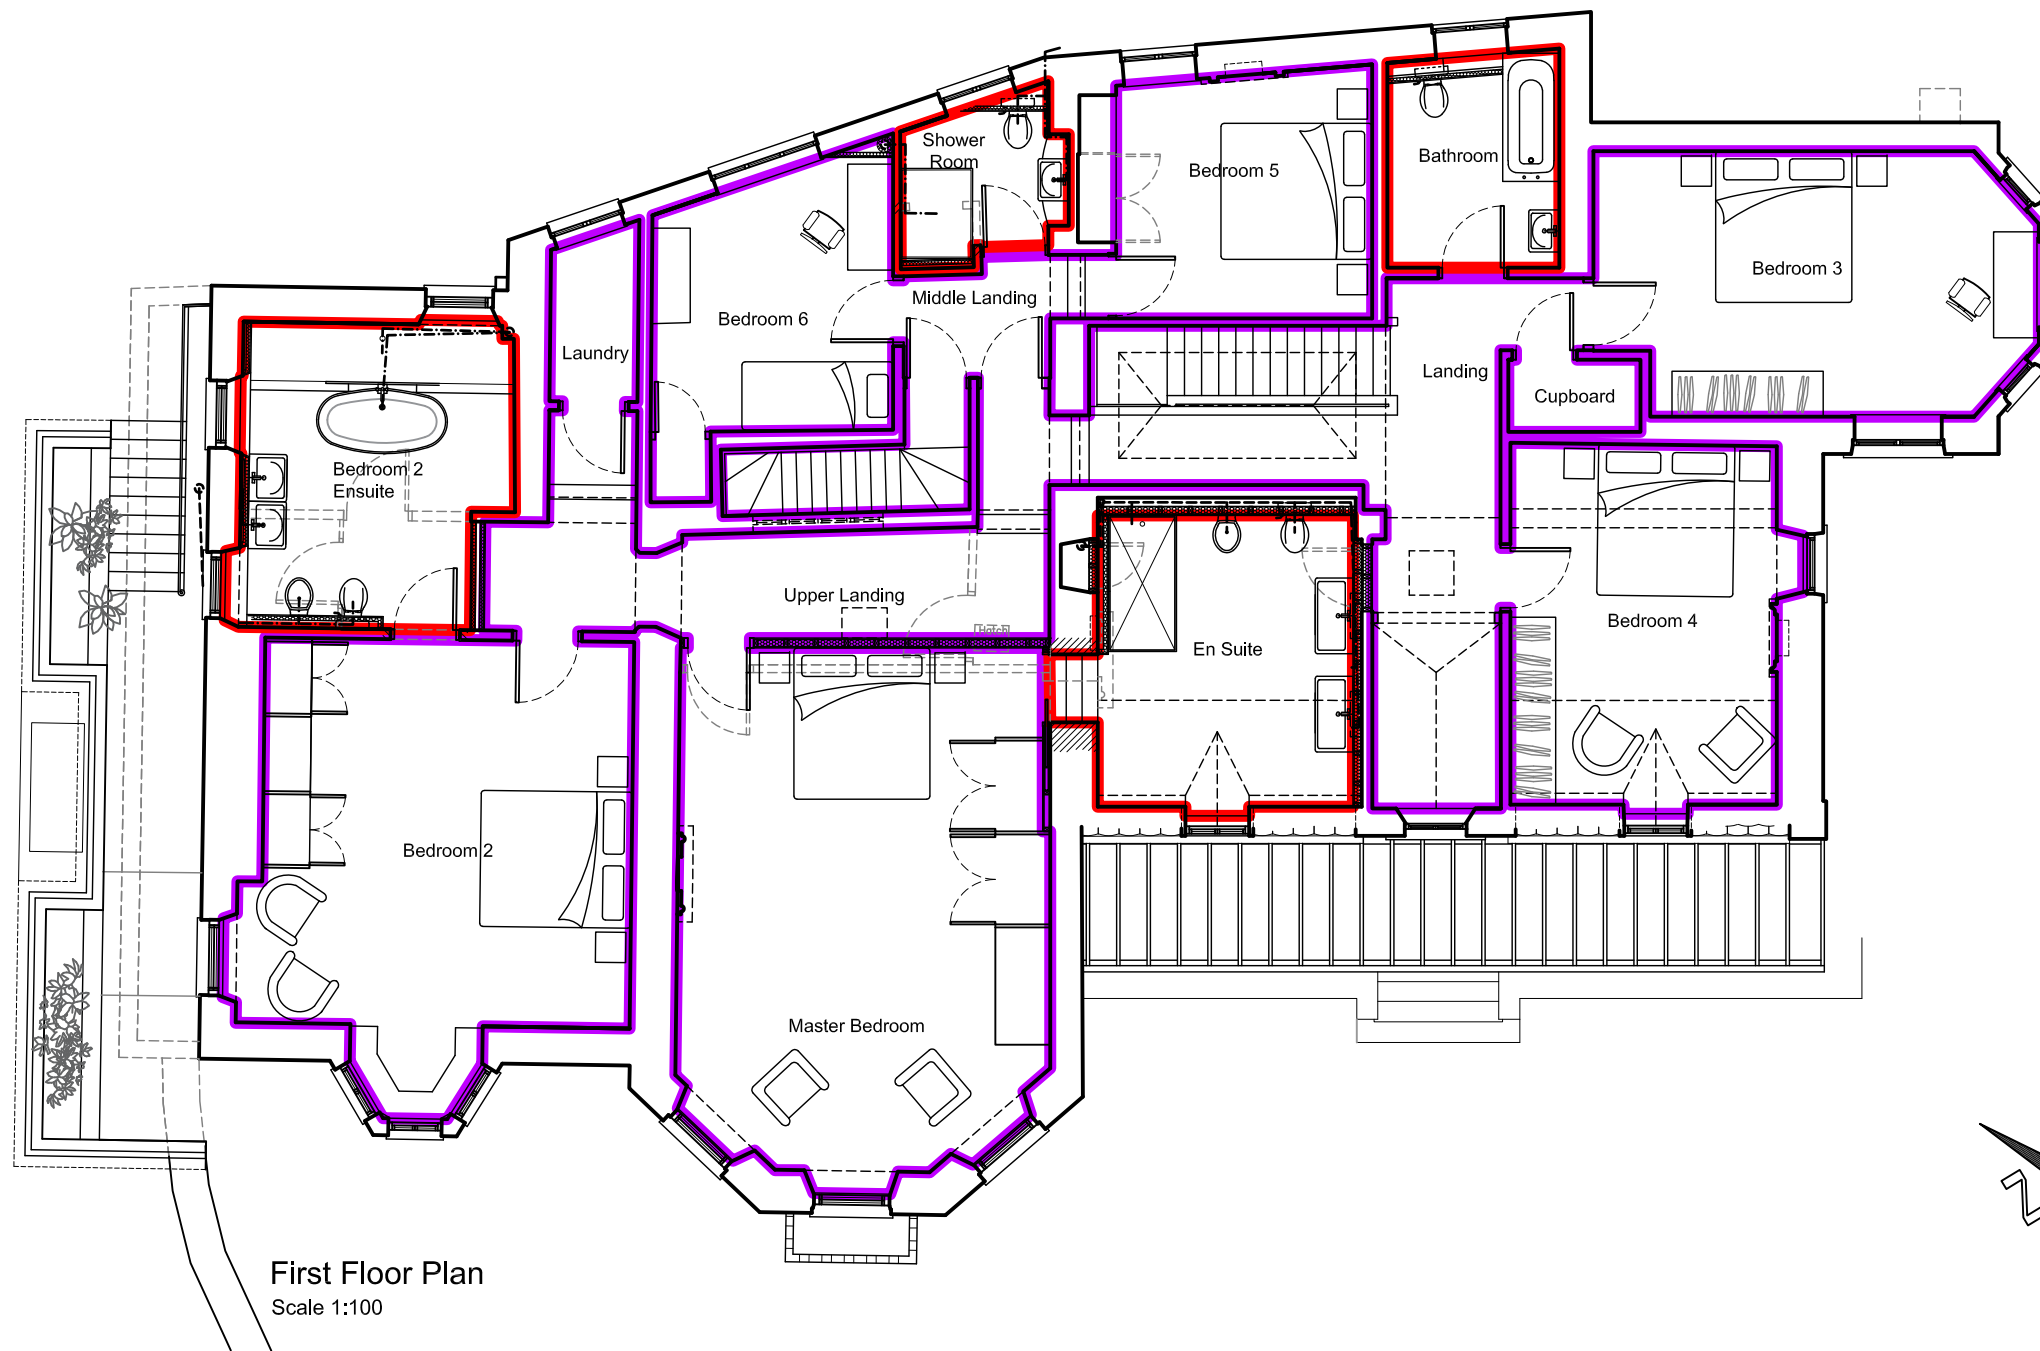 Shower
Room
Bathroom
Bedroom 5
Bedroom 3
Middle Landing
Bedroom 6
Laundry
Landing
Cupboard
Bedroom 2
Ensuite
Upper Landing
Hatch
Bedroom 4
En Suite
Bedroom 2
Master Bedroom
N
First Floor Plan
Scale 1:100